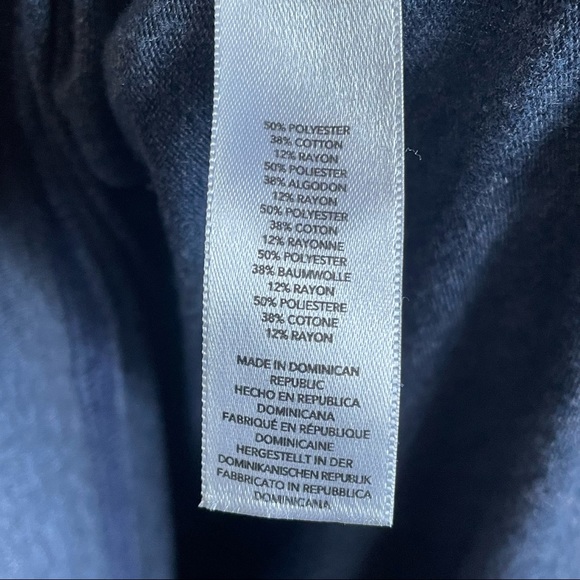 50% POLYESTER
38% COTTON
12% RAYON
50% POLIESTER
38% ALGODON
12% RAYON
50% POLYESTER
38% COTON
12% RAYONNE
50% POLYESTER
38% BAUMWOLLE
12% RAYON
50% POLIESTERE
38% COTONE
12% RAYON
MADE IN DOMINICAN
REPUBLIC
HECHO EN REPUBLICA
DOMINICANA
FABRIQUÉ EN RÉPUBLIQUE
DOMINICAINE
HERGESTELLT IN DER
DOMINIKANISCHEN REPUBLIK
FABBRICATO IN REPUBBLICA
DOMINICANA